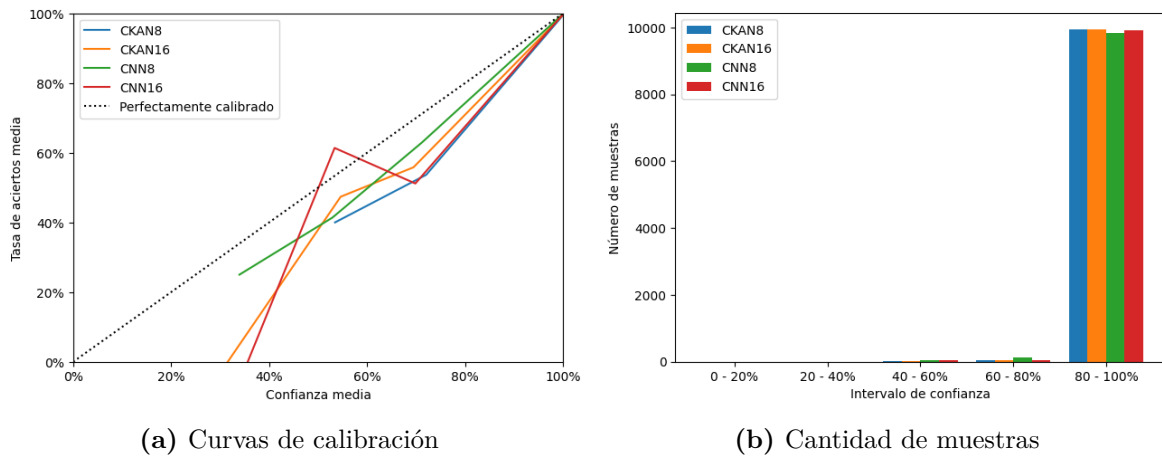 CKAN8
CKAN16
CNN8
CNN16
Perfectamente calibrado
Tasa de aciertos media
100%
80%
60%
40%
20%
0%
0%
20%
40%
60%
80%
100%
Confianza media
(a) Curvas de calibración
CKAN8
CKAN16
CNN8
CNN16
Número de muestras
10000
8000
6000
4000
2000
0
0 - 20%
20 - 40%
40 - 60%
60 - 80%
80 - 100%
Intervalo de confianza
(b) Cantidad de muestras